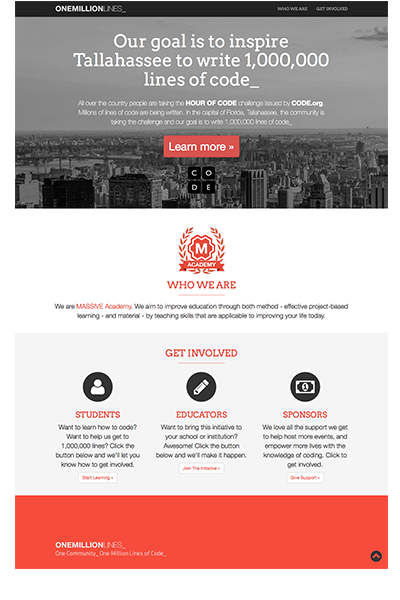 ONEMILLIONLINES_
WHO WE ARE GET INVOLVED
Our goal is to inspire
Tallahassee to write 1,000,000
lines of code_
All over the country people are taking the HOUR OF CODE challenge issued by CODE.org
Millions of lines of code are being written. In the capital of Florida, Tallahassee, the community is
taking the challenge and our goal is to write 1,000,000 lines of code_
Learn more »
C O
D E
M
ACADEMY
WHO WE ARE
We are MASSIVE Academy. We aim to improve education through both method - effective project-based
learning - and material - by teaching skills that are applicable to improving your life today.
GET INVOLVED
STUDENTS
Want to learn how to code?
Want to help us get to
1,000,000 lines? Click the
button below and we'll let you
know how to get involved.
Start Learning »
EDUCATORS
Want to bring this initiative to
your school or institution?
Awesome! Click the button
below and we'll make it happen.
Join The Initiative »
SPONSORS
We love all the support we get
to help host more events, and
empower more lives with the
knowledge of coding. Click to
get involved.
Give Support »
ONEMILLIONLINES_
One Community_ One Million Lines of Code_